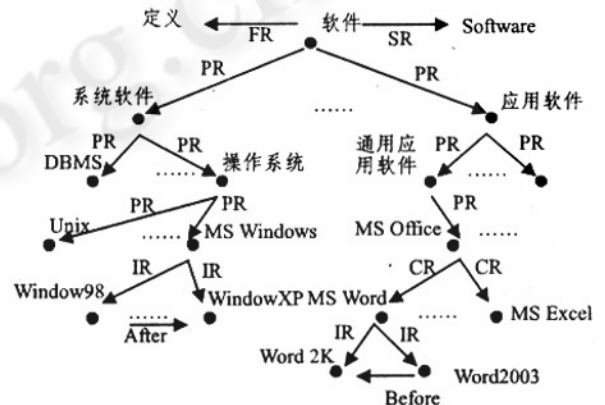 定义 FR 软件 SR Software
PR PR
系统软件 …… 应用软件
PR PR 通用应 PR PR
DBMS …… 操作系统 用软件 ……
PR PR PR
Unix …… MS Windows MS Office ……
IR IR CR CR
Window98 …… WindowXP MS Word …… MS Excel
After IR IR
Word 2K Word2003
Before